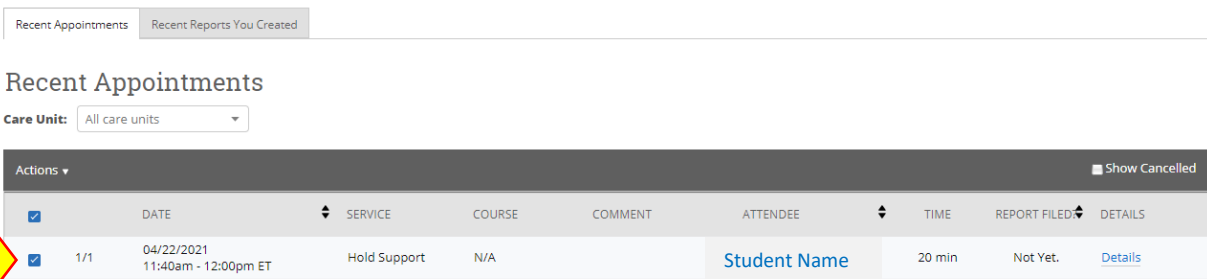 Recent Appointments Recent Reports You Created
Recent Appointments
Care Unit: All care units
Actions Show Cancelled
DATE SERVICE COURSE COMMENT ATTENDEE TIME REPORT FILED? DETAILS
1/1 04/22/2021 Hold Support N/A Student Name 20 min Not Yet. Details
11:40am - 12:00pm ET